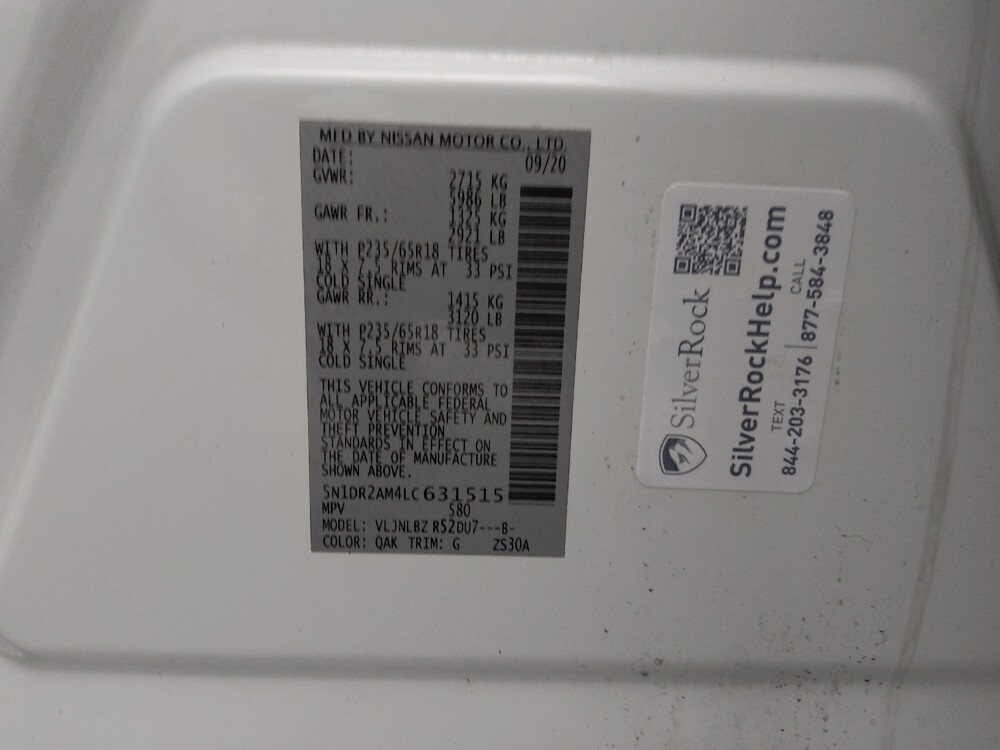 MFD BY NISSAN MOTOR CO., LTD.
DATE: 09/20
GVWR: 2715 KG
5986 LB
GAWR FR.: 1325 KG
2921 LB
WITH P235/65R18 TIRES
18 X 7.5 RIMS AT 33 PSI
COLD SINGLE
GAWR RR.: 1415 KG
3120 LB
WITH P235/65R18 TIRES
18 X 7.5 RIMS AT 33 PSI
COLD SINGLE
THIS VEHICLE CONFORMS TO
ALL APPLICABLE FEDERAL
MOTOR VEHICLE SAFETY AND
THEFT PREVENTION
STANDARDS IN EFFECT ON
THE DATE OF MANUFACTURE
SHOWN ABOVE.
5N1DR2AM4LC631515
MPV 580
MODEL: VLJNLBZ R52DU7---B-
COLOR: QAK TRIM: G ZS30A
SilverRock
SilverRockHelp.com
TEXT CALL
844-203-3176 | 877-584-3848